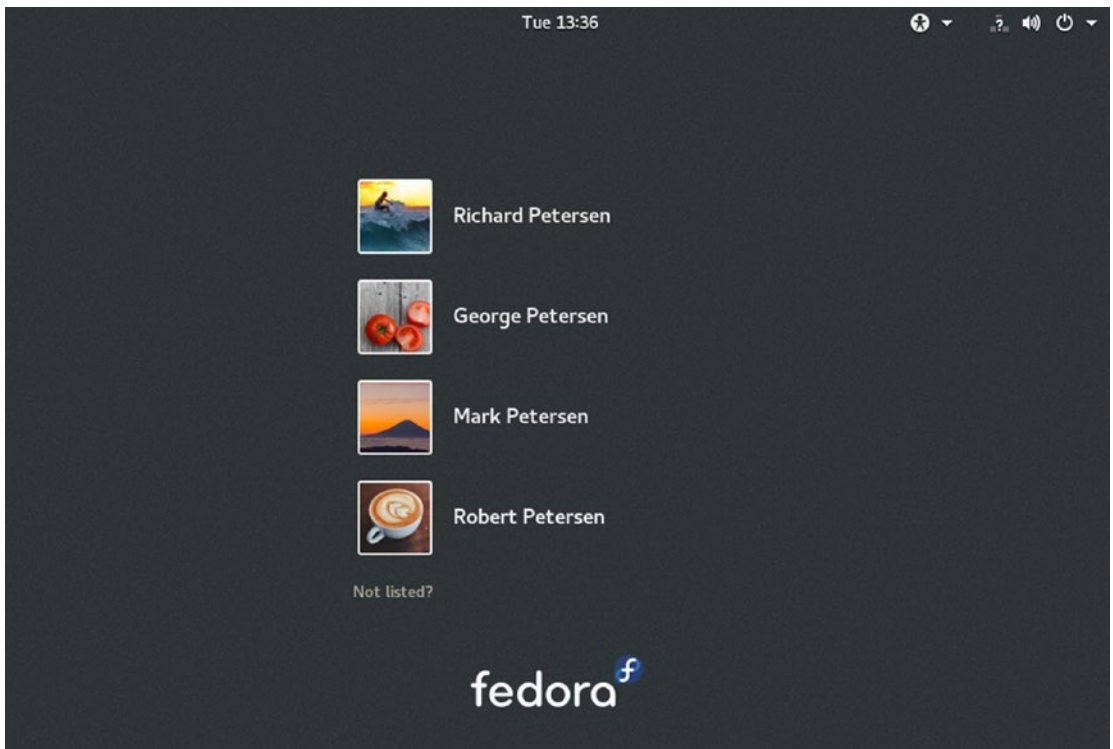 Tue 13:36
Richard Petersen
George Petersen
Mark Petersen
Robert Petersen
Not listed?
fedora